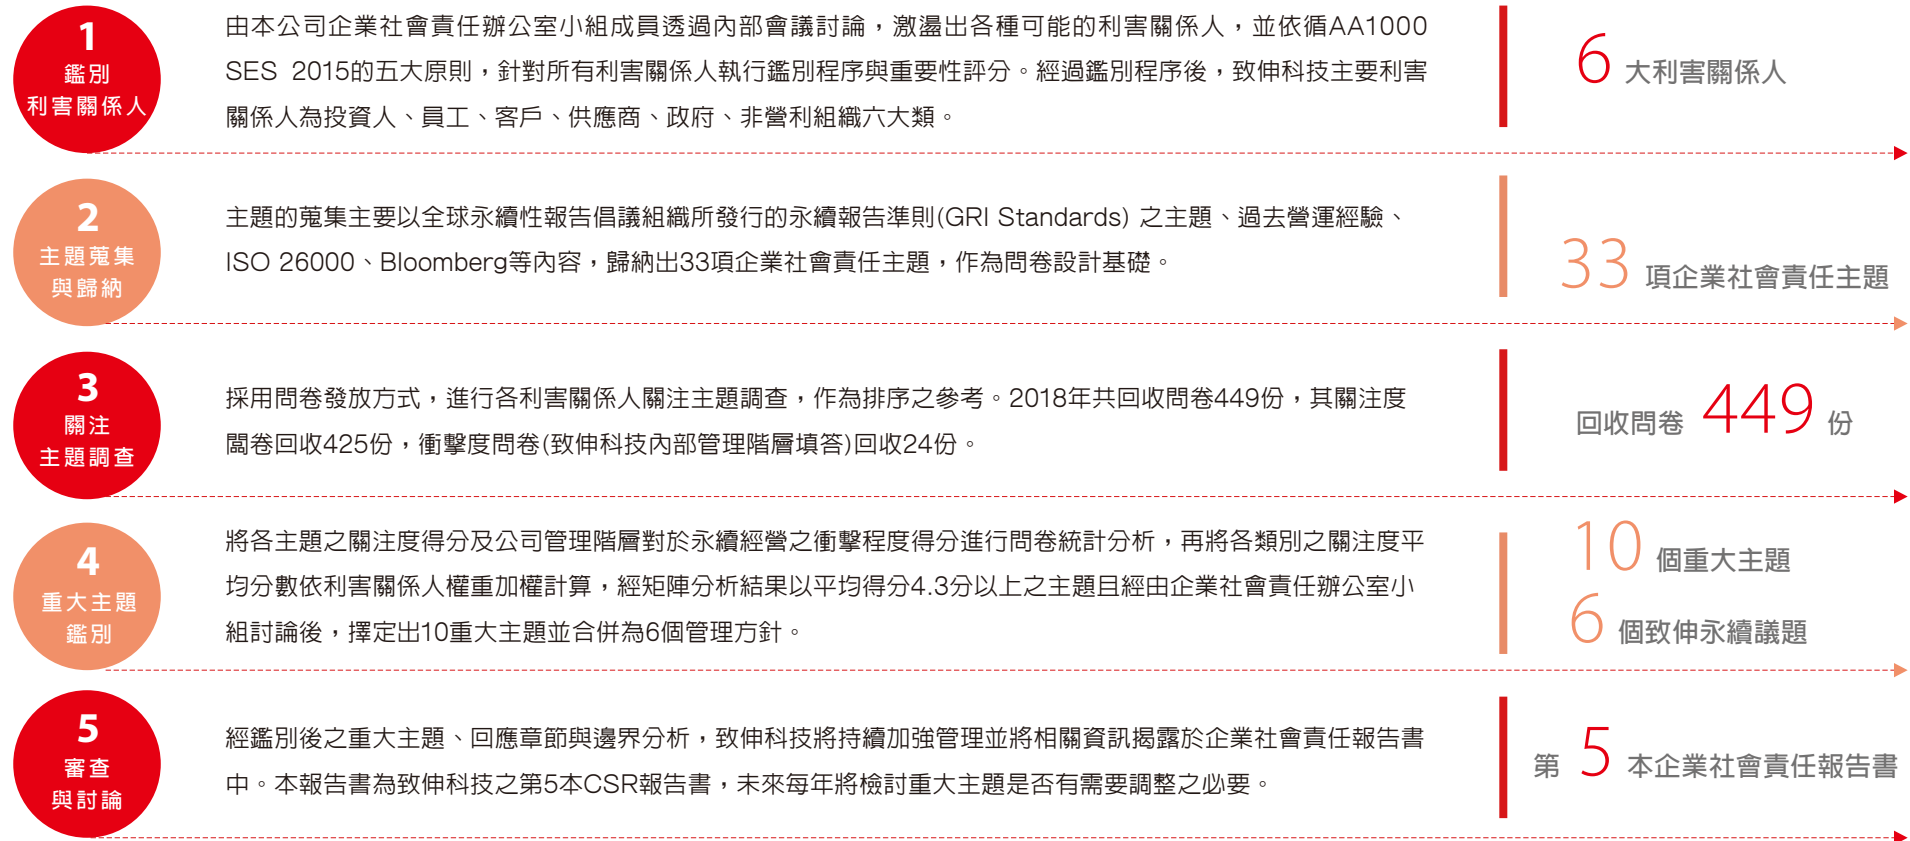 1
鑑別
利害關係人
由本公司企業社會責任辦公室小組成員透過內部會議討論，激盪出各種可能的利害關係人，並依循AA1000
SES 2015的五大原則，針對所有利害關係人執行鑑別程序與重要性評分。經過鑑別程序後，致伸科技主要利害
關係人為投資人、員工、客戶、供應商、政府、非營利組織六大類。
6 大利害關係人
2
主題蒐集
與歸納
主題的蒐集主要以全球永續性報告倡議組織所發行的永續報告準則(GRI Standards) 之主題、過去營運經驗、
ISO 26000、Bloomberg等內容，歸納出33項企業社會責任主題，作為問卷設計基礎。
33 項企業社會責任主題
3
關注
主題調查
採用問卷發放方式，進行各利害關係人關注主題調查，作為排序之參考。2018年共回收問卷449份，其關注度
闆卷回收425份，衝擊度問卷(致伸科技內部管理階層填答)回收24份。
回收問卷 449 份
4
重大主題
鑑別
將各主題之關注度得分及公司管理階層對於永續經營之衝擊程度得分進行問卷統計分析，再將各類別之關注度平
均分數依利害關係人權重加權計算，經矩陣分析結果以平均得分4.3分以上之主題且經由企業社會責任辦公室小
組討論後，擇定出10重大主題並合併為6個管理方針。
10 個重大主題
6 個致伸永續議題
5
審查
與討論
經鑑別後之重大主題、回應章節與邊界分析，致伸科技將持續加強管理並將相關資訊揭露於企業社會責任報告書
中。本報告書為致伸科技之第5本CSR報告書，未來每年將檢討重大主題是否有需要調整之必要。
第 5 本企業社會責任報告書